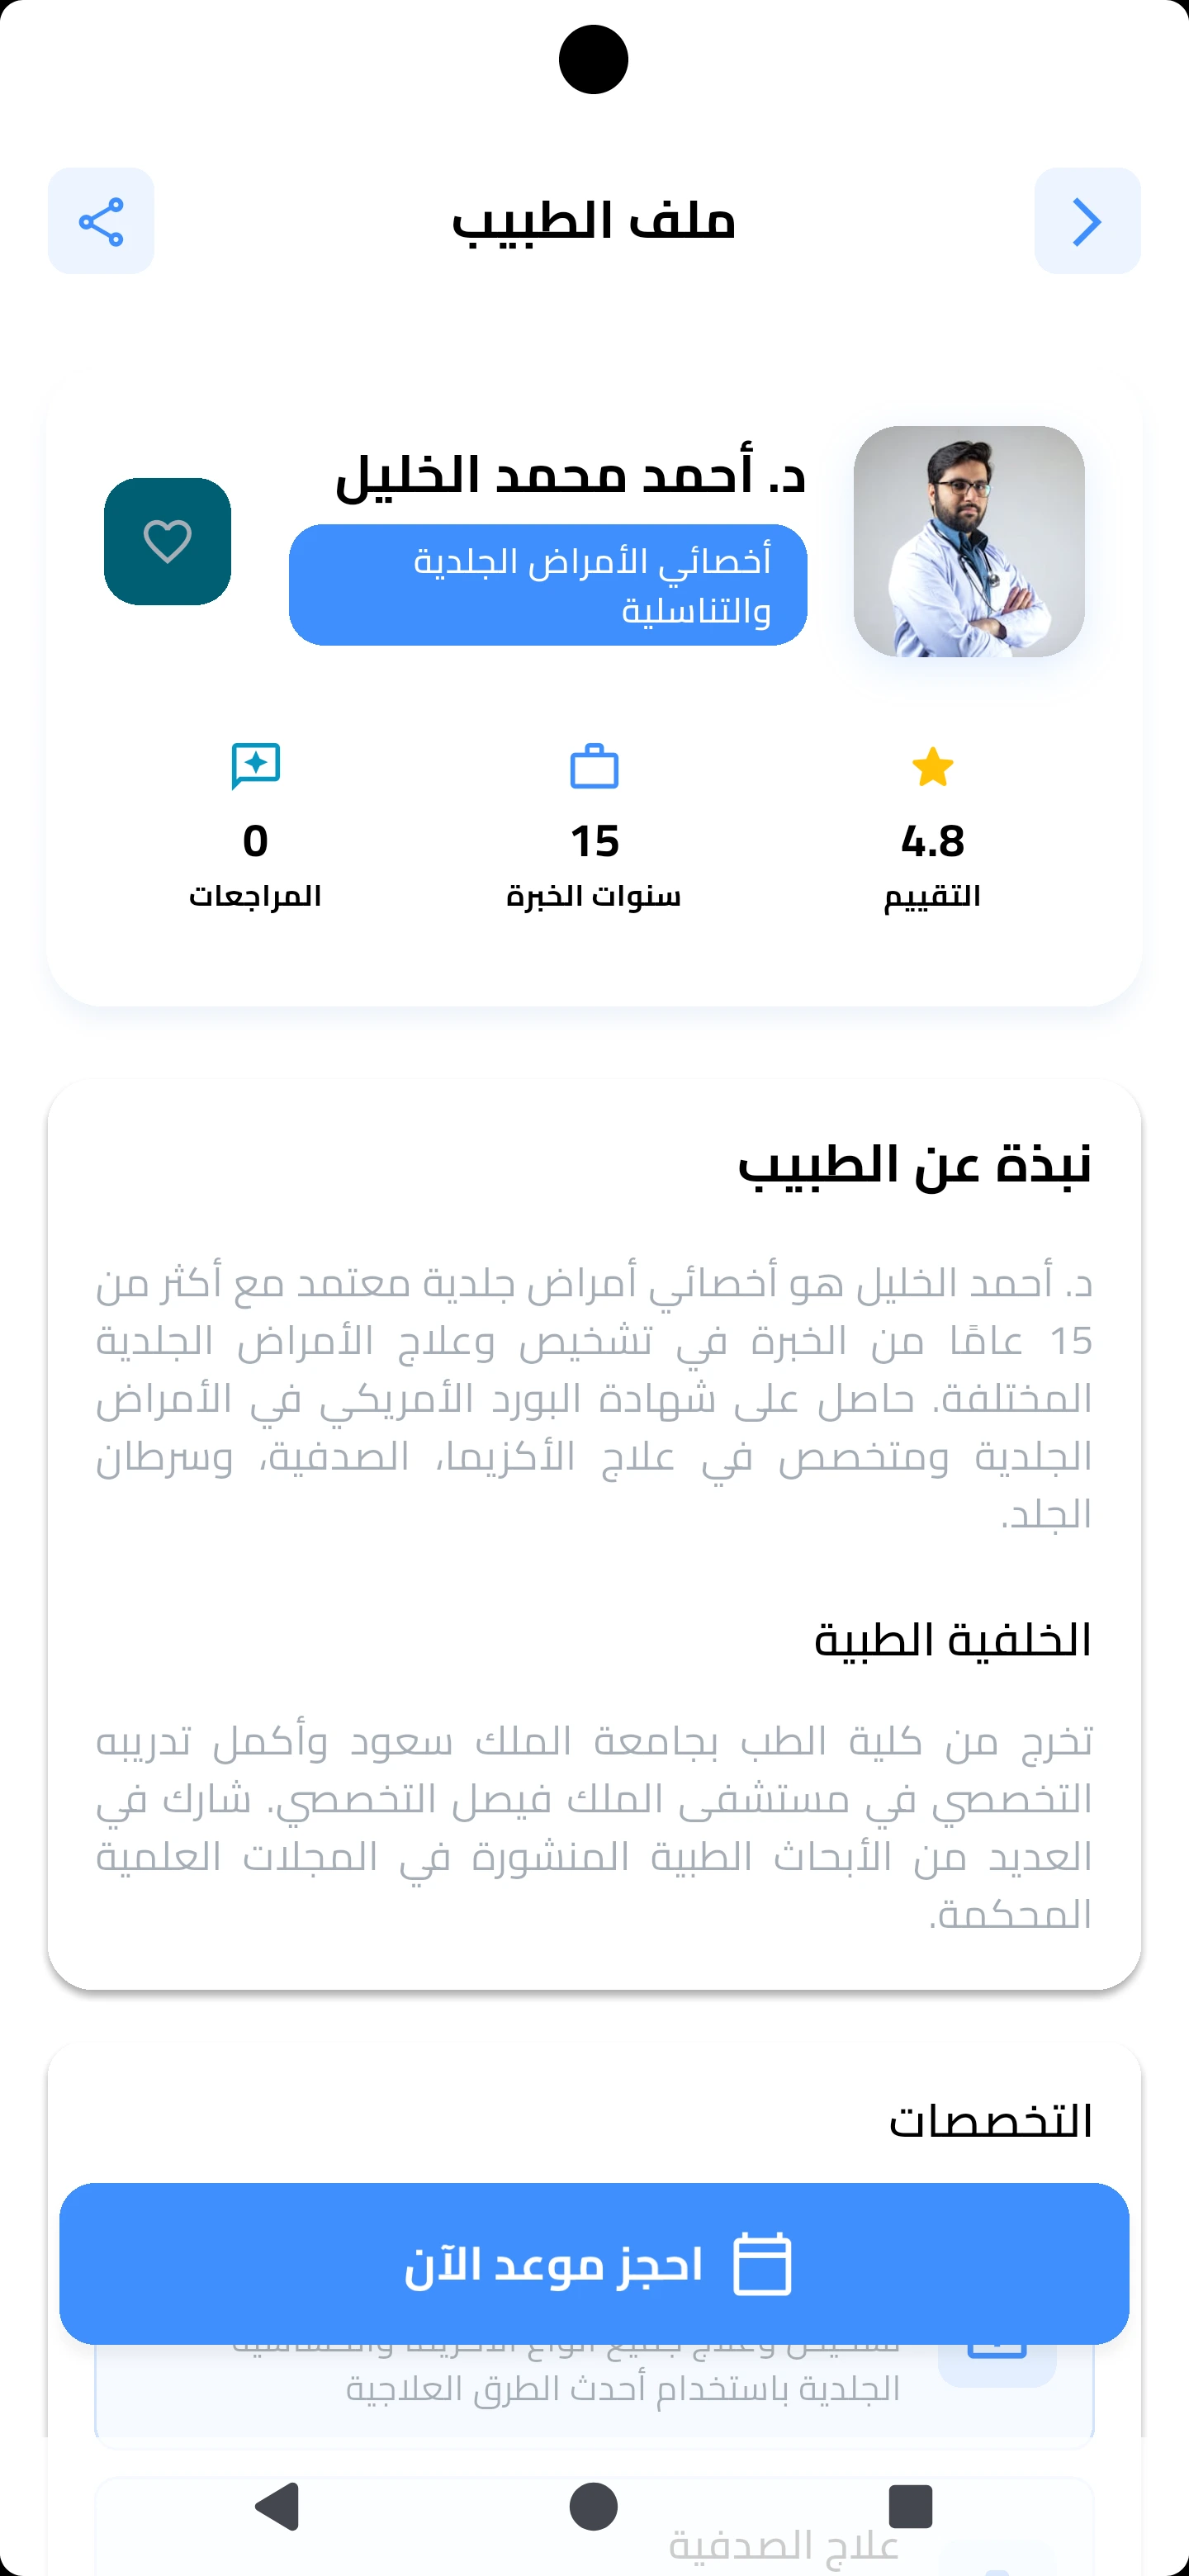 ملف الطبيب
د. أحمد محمد الخليل
أخصائي الأمراض الجلدية
والتناسلية
4.8
التقييم
15
سنوات الخبرة
0
المراجعات
نبذة عن الطبيب
د. أحمد الخليل هو أخصائي أمراض جلدية معتمد مع أكثر من
15 عامًا من الخبرة في تشخيص وعلاج الأمراض الجلدية
المختلفة. حاصل على شهادة البورد الأمريكي في الأمراض
الجلدية ومتخصص في علاج الأكزيما، الصدفية، وسرطان
الجلد.
الخلفية الطبية
تخرج من كلية الطب بجامعة الملك سعود وأكمل تدريبه
التخصصي في مستشفى الملك فيصل التخصصي. شارك في
العديد من الأبحاث الطبية المنشورة في المجلات العلمية
المحكمة.
التخصصات
احجز موعد الآن
الجلدية باستخدام أحدث الطرق العلاجية
علاج الصدفية